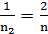 1/n₂ = 2/n